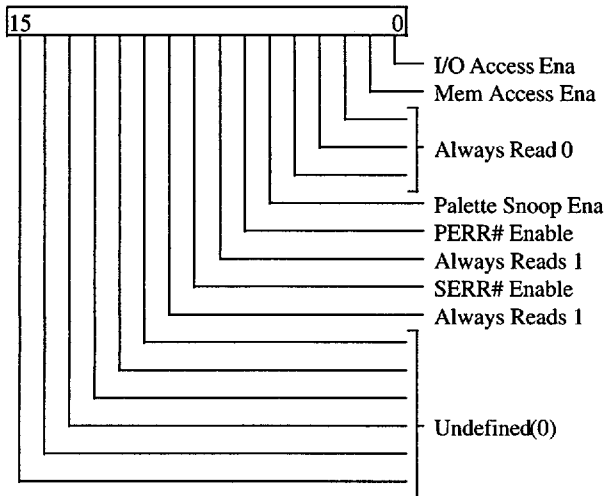 15 0
I/O Access Ena
Mem Access Ena
Always Read 0
Palette Snoop Ena
PERR# Enable
Always Reads 1
SERR# Enable
Always Reads 1
Undefined(0)